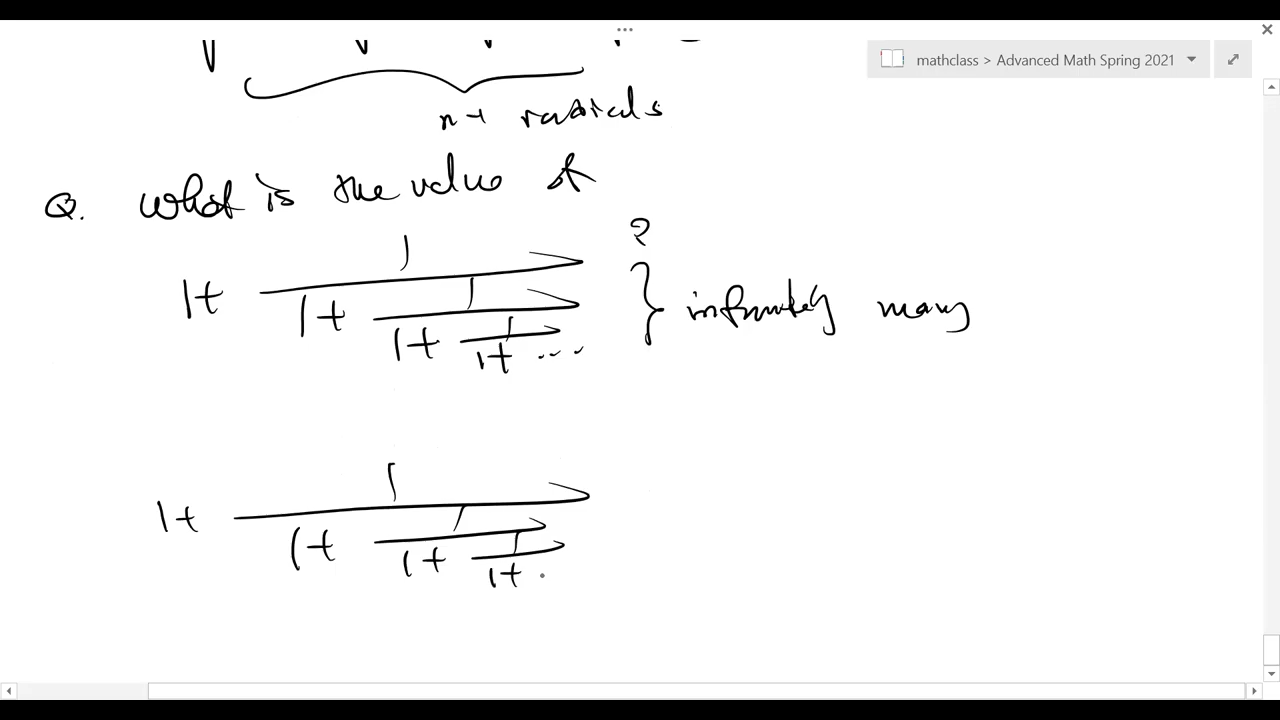 mathclass > Advanced Math Spring 2021
n-1 radicals
Q. What is the value of
1+ 1 ?
1+ 1 } infinitely many
1+ 1
1+ ...
1+ 1
1+ 1
1+ 1
1+ .